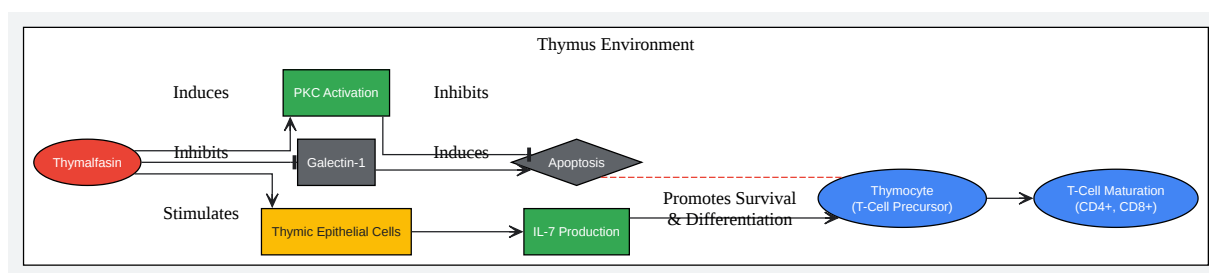 Thymus Environment
Induces
PKC Activation
Inhibits
Thymalfasin
Inhibits
Galectin-1
Induces
Apoptosis
Stimulates
Thymic Epithelial Cells
IL-7 Production
Promotes Survival
& Differentiation
Thymocyte
(T-Cell Precursor)
T-Cell Maturation
(CD4+, CD8+)